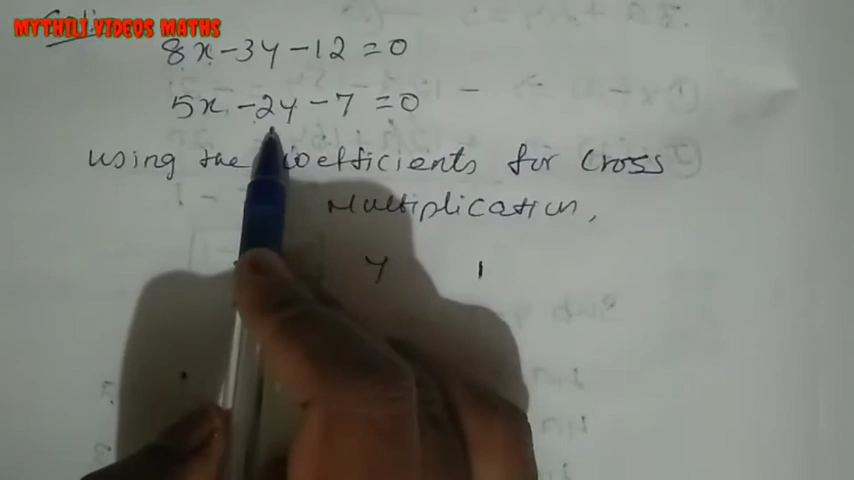 MYTHILI VIDEOS MATHS
8x - 3y - 12 = 0
5x - 2y - 7 = 0
using the coefficients for cross
Multiplication,
y 1